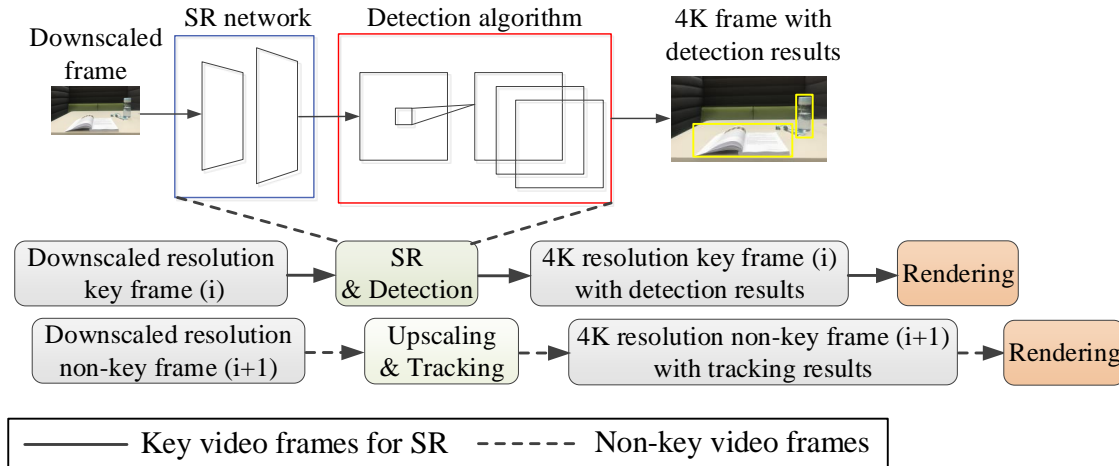 SR network
Detection algorithm
4K frame with
detection results
Downscaled
frame
Downscaled resolution
key frame (i)
SR
& Detection
4K resolution key frame (i)
with detection results
Rendering
Downscaled resolution
non-key frame (i+1)
Upscaling
& Tracking
4K resolution non-key frame (i+1)
with tracking results
Rendering
Key video frames for SR
Non-key video frames